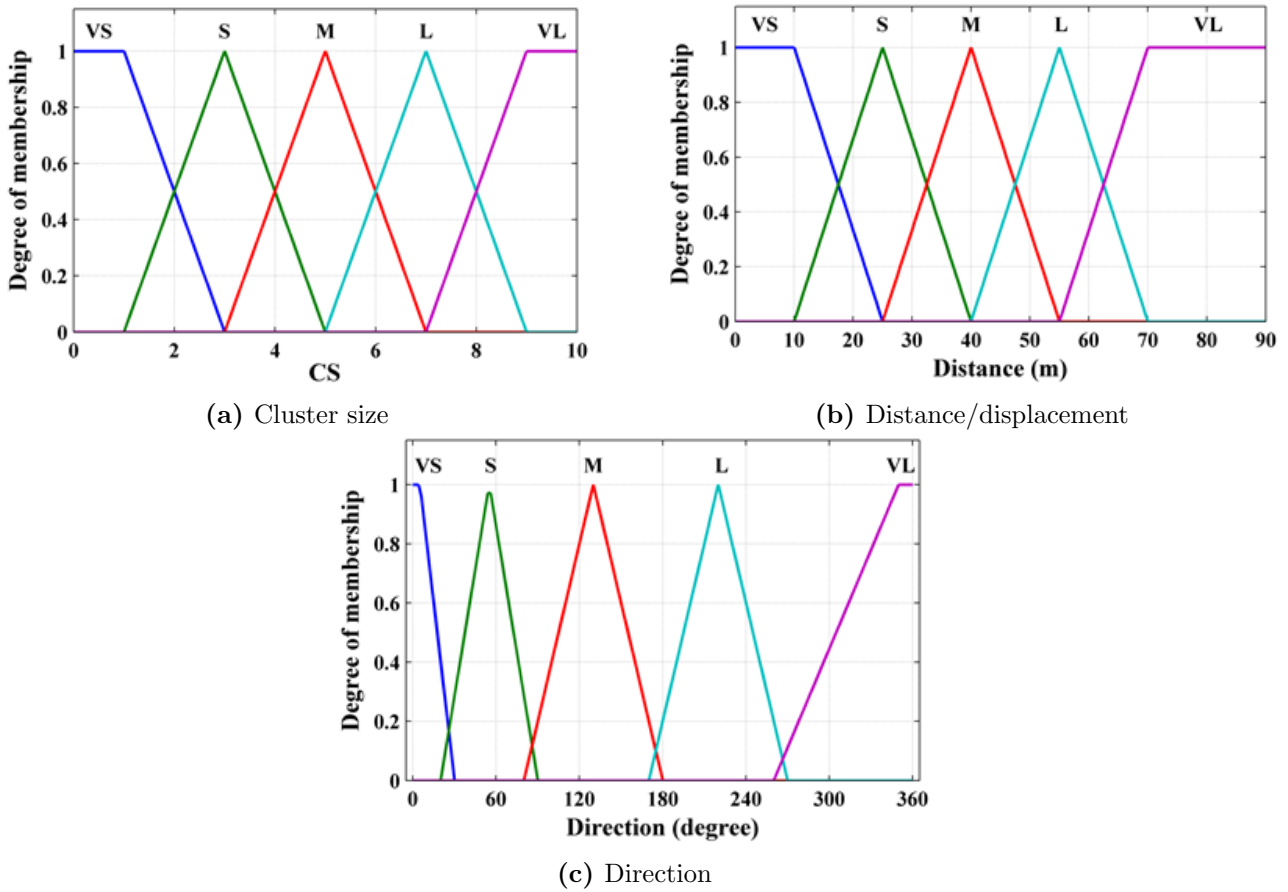 VS S M L VL
1
0.8
0.6
0.4
0.2
0
Degree of membership
0 2 4 6 8 10
CS
(a) Cluster size
VS S M L VL
1
0.8
0.6
0.4
0.2
0
Degree of membership
0 10 20 30 40 50 60 70 80 90
Distance (m)
(b) Distance/displacement
VS S M L VL
1
0.8
0.6
0.4
0.2
0
Degree of membership
0 60 120 180 240 300 360
Direction (degree)
(c) Direction